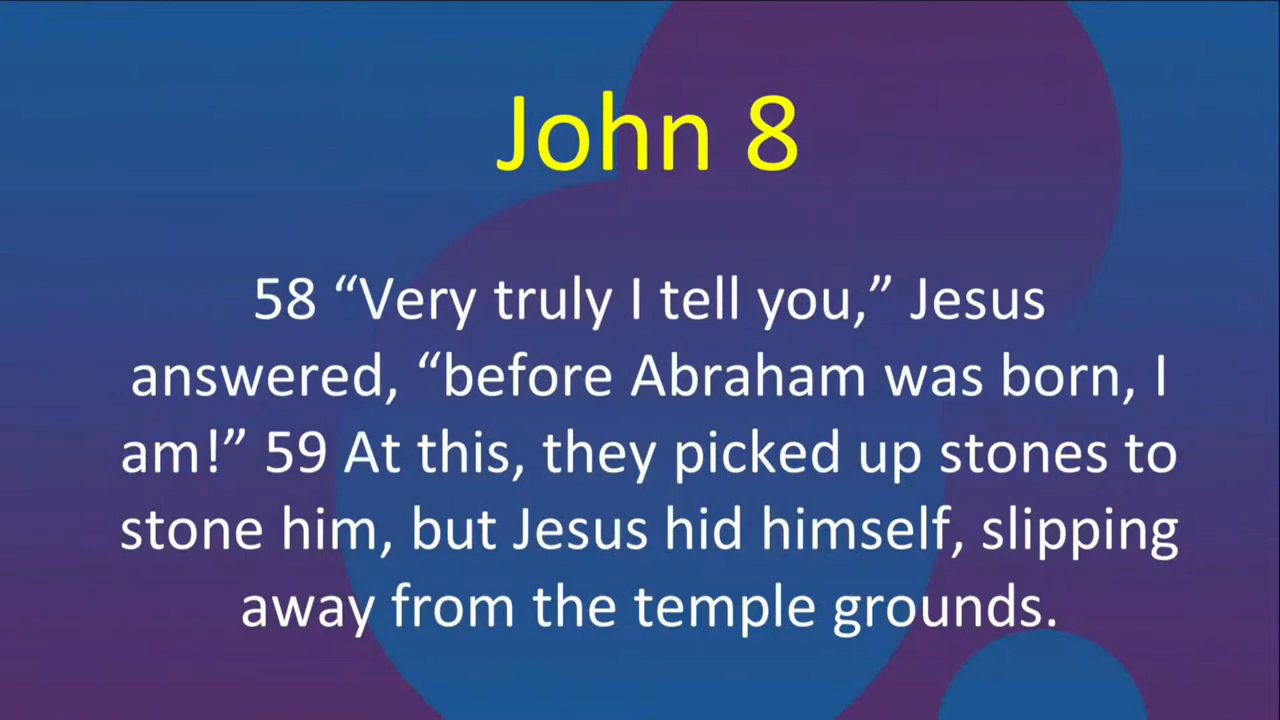 John 8
58 “Very truly I tell you,” Jesus
answered, “before Abraham was born, I
am!” 59 At this, they picked up stones to
stone him, but Jesus hid himself, slipping
away from the temple grounds.